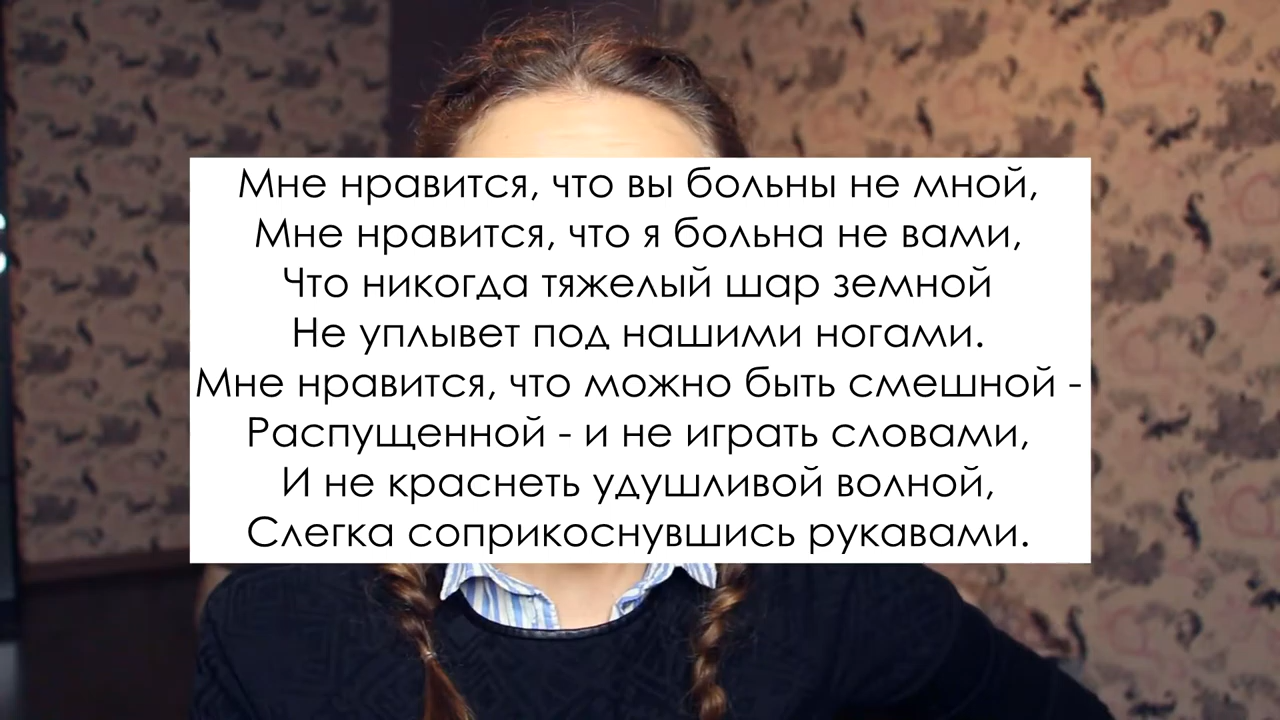 Мне нравится, что вы больны не мной,
Мне нравится, что я больна не вами,
Что никогда тяжелый шар земной
Не уплывет под нашими ногами.
Мне нравится, что можно быть смешной -
Распущенной - и не играть словами,
И не краснеть удушливой волной,
Слегка соприкоснувшись рукавами.